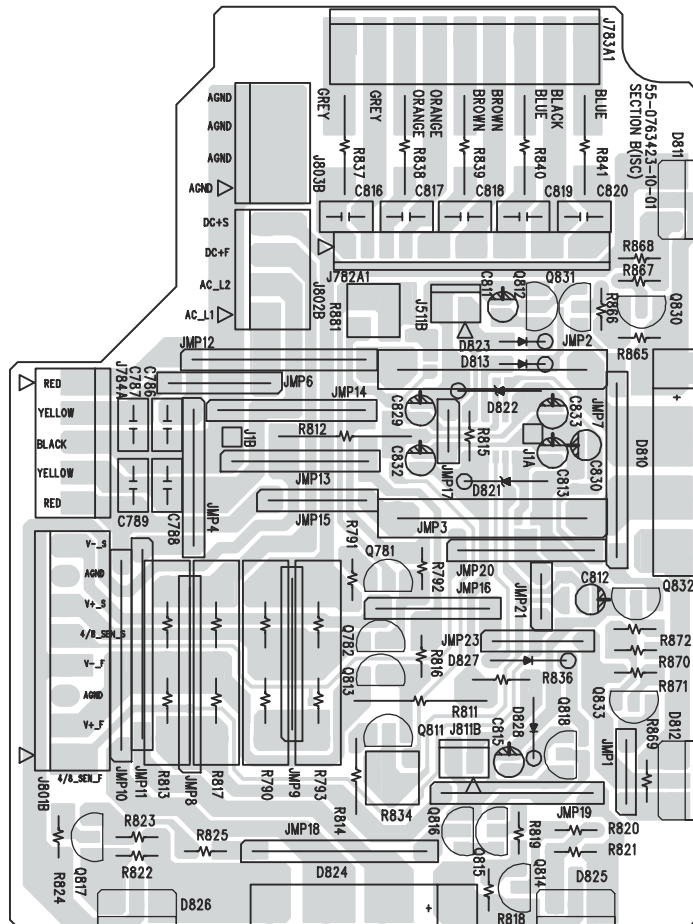 J783A1
GREY
GREY
ORANGE
ORANGE
BROWN
BROWN
BLUE
BLACK
BLUE
55-0763423-10-01
SECTION B(ISC)
D811
AGND
AGND
AGND
AGND
J803B
R837
R838
R839
R840
R841
C816
C817
C818
C819
C820
DC+S
DC+F
AC_L2
AC_L1
J802B
J782A1
R881
J511B
C811
Q812
Q831
R868
R867
R866
Q830
R865
D823
D813
JMP2
JMP12
JMP6
JMP14
J784A
C787
C786
RED
YELLOW
BLACK
YELLOW
RED
C829
D822
C833
JMP7
J1B
R812
R815
J1A
D810
+
C832
JMP17
D821
C813
C830
JMP13
JMP15
JMP3
C789
C788
JMP4
JMP20
V-_S
AGND
V+_S
4/8_SEN_S
V-_F
AGND
V+_F
4/8_SEN_F
J801B
R791
Q781
R792
JMP16
JMP21
C812
Q832
Q782
Q813
R816
JMP23
D827
R836
R872
R870
R871
R811
Q811
J811B
C815
D828
Q818
Q833
R869
D812
JMP1
JMP10
JMP11
R813
JMP8
R817
R790
JMP9
R793
R814
R834
JMP19
R823
R825
JMP18
Q816
R819
R820
R821
R824
Q817
R822
D824
Q815
Q814
D825
D826
+
R818